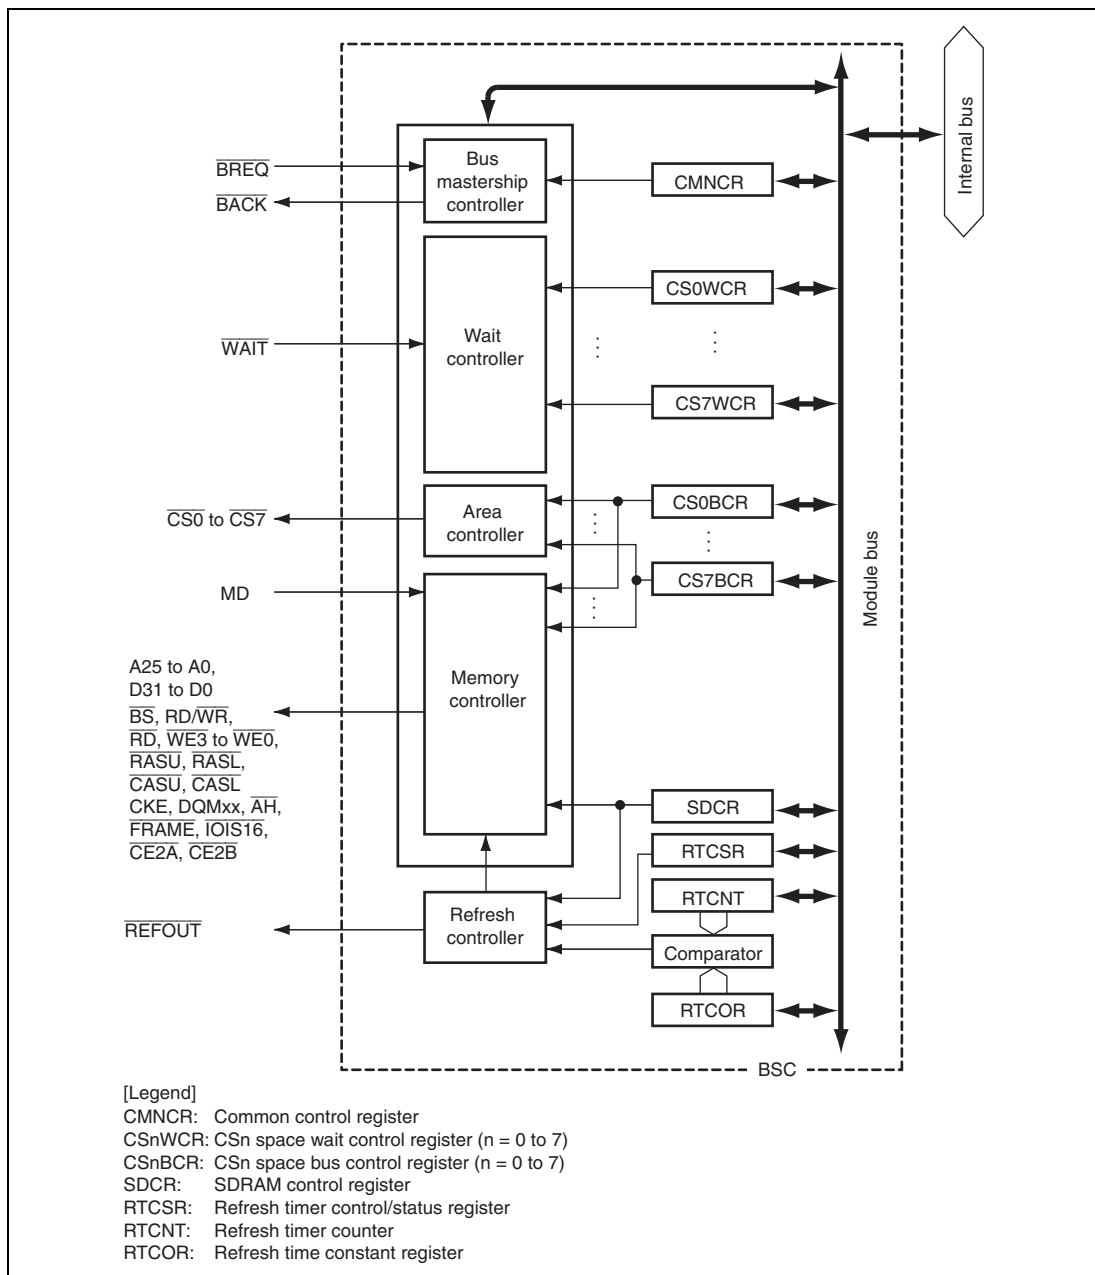 Internal bus
BREQ
BACK
Bus
mastership
controller
CMNCR
CS0WCR
WAIT
Wait
controller
CS7WCR
CS0 to CS7
Area
controller
CS0BCR
CS7BCR
MD
Module bus
A25 to A0,
D31 to D0
BS, RD/WR,
RD, WE3 to WE0,
RASU, RASL,
CASU, CASL
CKE, DQMxx, AH,
FRAME, IOIS16,
CE2A, CE2B
Memory
controller
SDCR
RTCSR
RTCNT
REFOUT
Refresh
controller
Comparator
RTCOR
BSC
[Legend]
CMNCR: Common control register
CSnWCR: CSn space wait control register (n = 0 to 7)
CSnBCR: CSn space bus control register (n = 0 to 7)
SDCR: SDRAM control register
RTCSR: Refresh timer control/status register
RTCNT: Refresh timer counter
RTCOR: Refresh time constant register